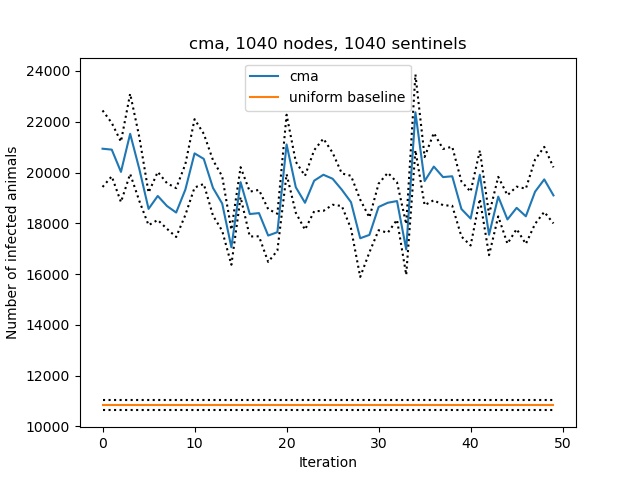 cma, 1040 nodes, 1040 sentinels
cma
uniform baseline
Number of infected animals
24000
22000
20000
18000
16000
14000
12000
10000
0 10 20 30 40 50
Iteration